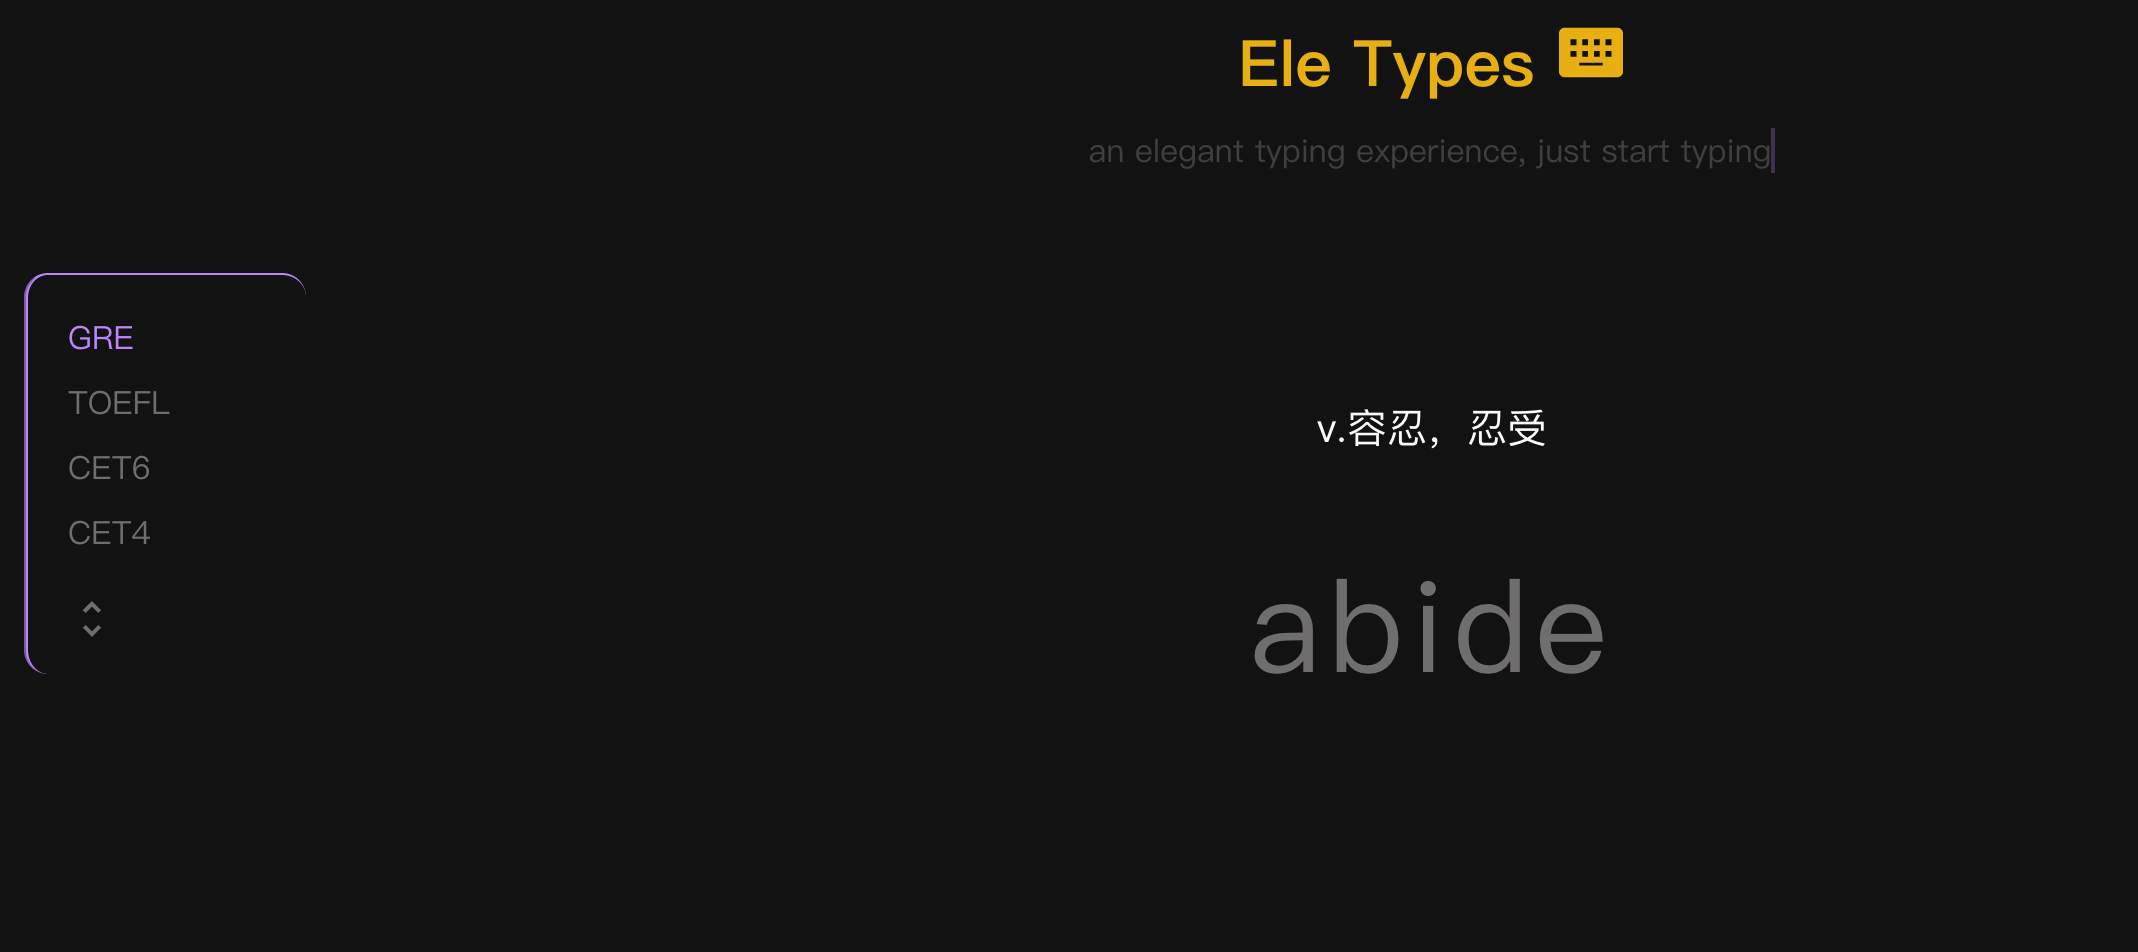 Ele Types
an elegant typing experience, just start typing
GRE
TOEFL
CET6
CET4
v.容忍，忍受
abide